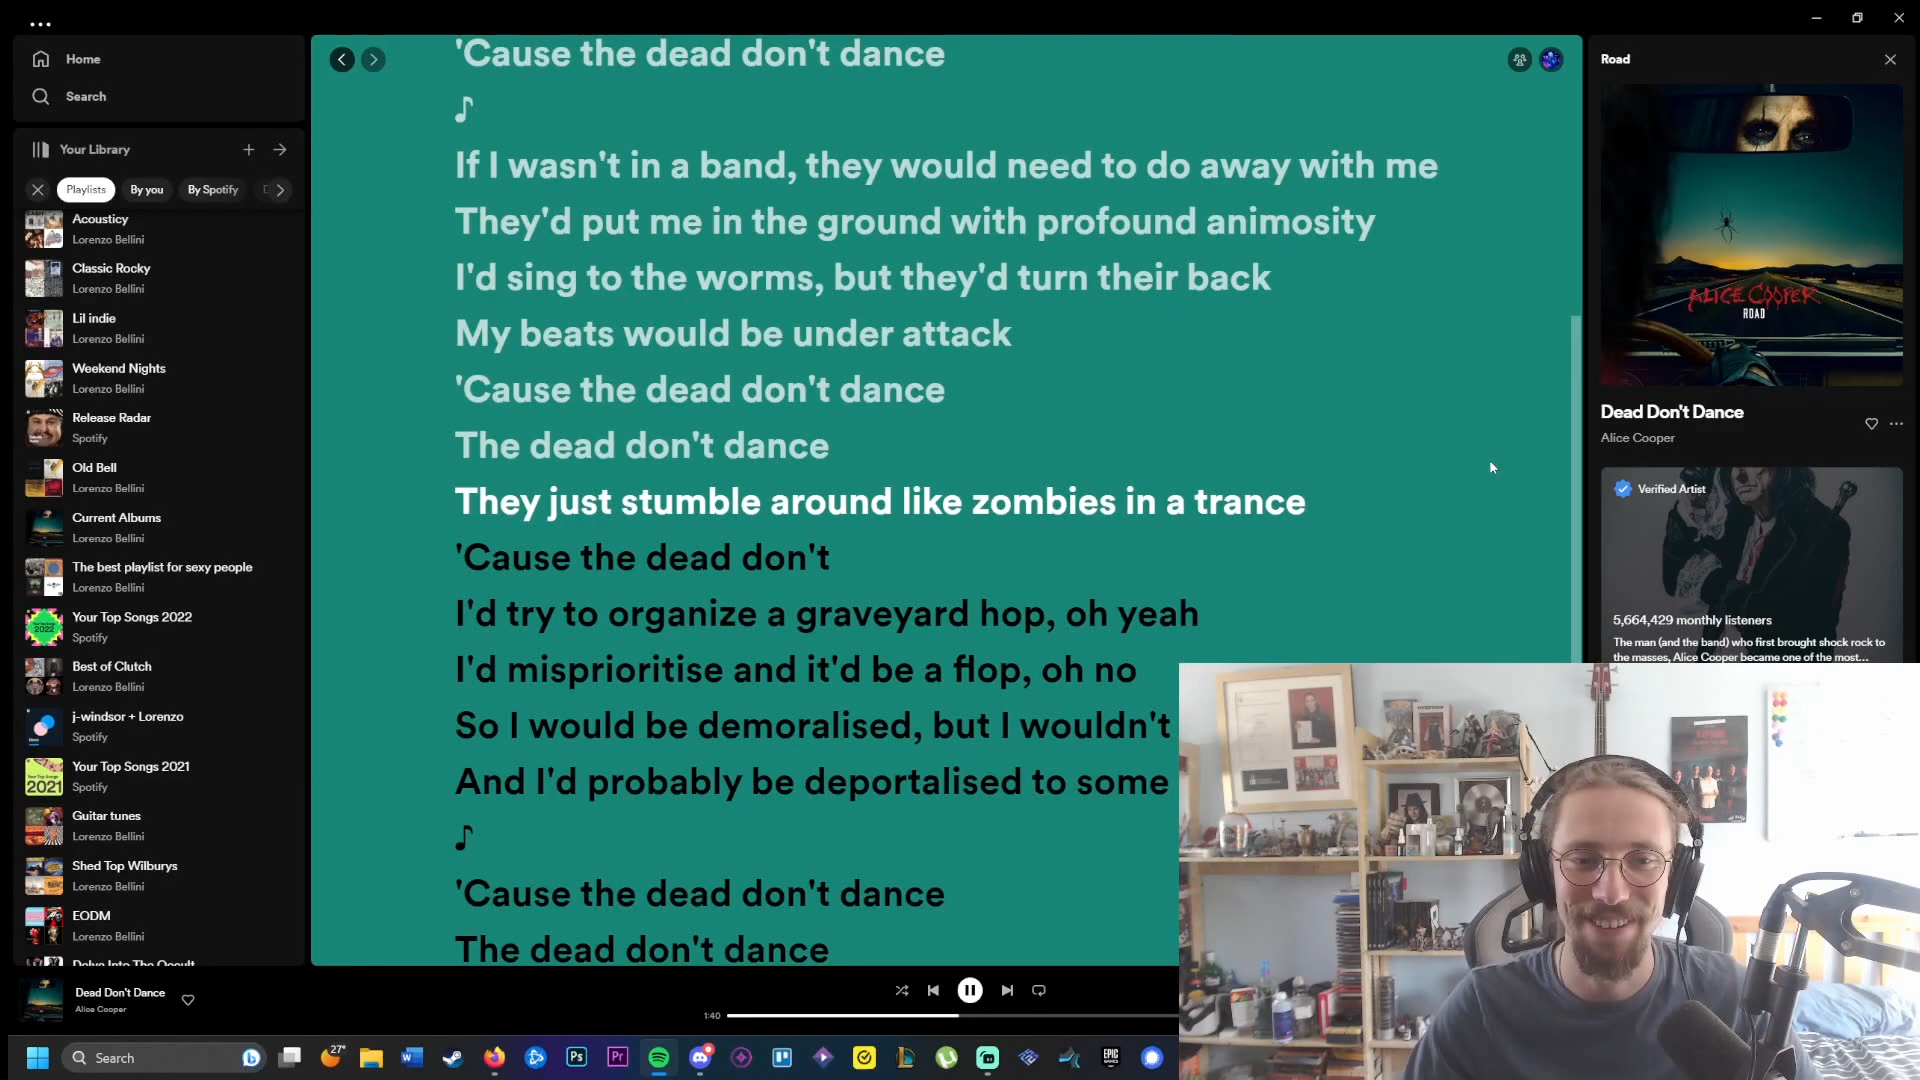 Home
Search
Your Library
Playlists
By you
By Spotify
Acousticy
Lorenzo Bellini
Classic Rocky
Lorenzo Bellini
Lil indie
Lorenzo Bellini
Weekend Nights
Lorenzo Bellini
Release Radar
Spotify
Old Bell
Lorenzo Bellini
Current Albums
Lorenzo Bellini
The best playlist for sexy people
Lorenzo Bellini
Your Top Songs 2022
Spotify
Best of Clutch
Lorenzo Bellini
j-windsor + Lorenzo
Spotify
Your Top Songs 2021
Spotify
Guitar tunes
Lorenzo Bellini
Shed Top Wilburys
Lorenzo Bellini
EODM
Lorenzo Bellini
Delve Into The Occult
'Cause the dead don't dance
♪
If I wasn't in a band, they would need to do away with me
They'd put me in the ground with profound animosity
I'd sing to the worms, but they'd turn their back
My beats would be under attack
'Cause the dead don't dance
The dead don't dance
They just stumble around like zombies in a trance
'Cause the dead don't
I'd try to organize a graveyard hop, oh yeah
I'd misprioritise and it'd be a flop, oh no
So I would be demoralised, but I wouldn't
And I'd probably be deportalised to some
♪
'Cause the dead don't dance
The dead don't dance
Road
ALICE COOPER
ROAD
Dead Don't Dance
Alice Cooper
Verified Artist
5,664,429 monthly listeners
The man (and the band) who first brought shock rock to
the masses, Alice Cooper became one of the most...
Dead Don't Dance
Alice Cooper
1:40
Search
27°
Ps
Pr
EPIC